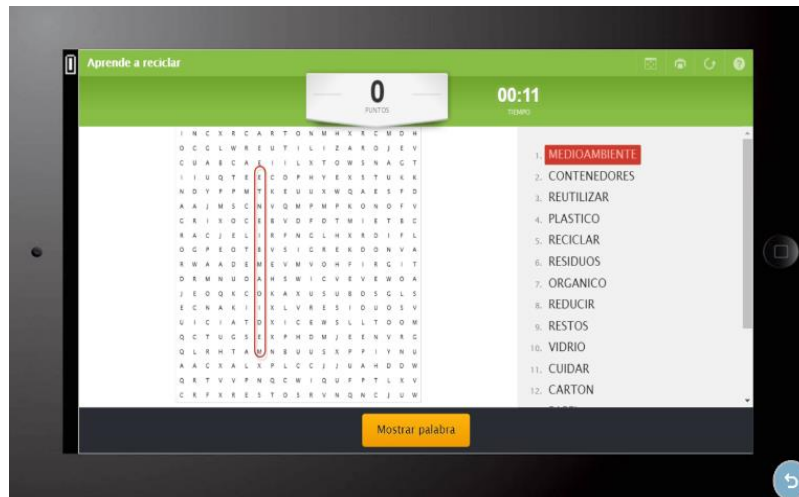 Aprende a reciclar
0
PUNTOS
00:11
TIEMPO
I N C X R C A R T O N M H X R C M D H
O C G L W R E U T I L I Z A R O J E V
C U A B C A E I I L X T O W S N A G T
I I U Q T E E C D P H Y E X S T U K K
N D Y P P M T K E U U X W Q A E S F D
A A J M S C N V Q M P M P K O N O F V
G R I X O C E B V D F D T M I E T B C
R A C J E L I R F N G L H X R D I F L
O G P E O T B V S I G R E K O O N V A
R W A A D E M E V M V O H F I R G I T
D R M N U O A H S W I C V E V E W O A
J E O Q K C O K A X U S U B D S G L S
E C N A K I I X L V R E S I D U O S V
U I C I A T D X I C E W S L L T O O M
Q C T U G S E X P H D M J E E N V R G
Q L R H T A M N B U U S X P P I Y N U
A A C X A L X P L C C J J U A H D D W
Q R T V V P N Q C W I Q U F P T L X V
C R F X R E S T O S R V N Q N C J U W
1. MEDIOAMBIENTE
2. CONTENEDORES
3. REUTILIZAR
4. PLASTICO
5. RECICLAR
6. RESIDUOS
7. ORGANICO
8. REDUCIR
9. RESTOS
10. VIDRIO
11. CUIDAR
12. CARTON
Mostrar palabra